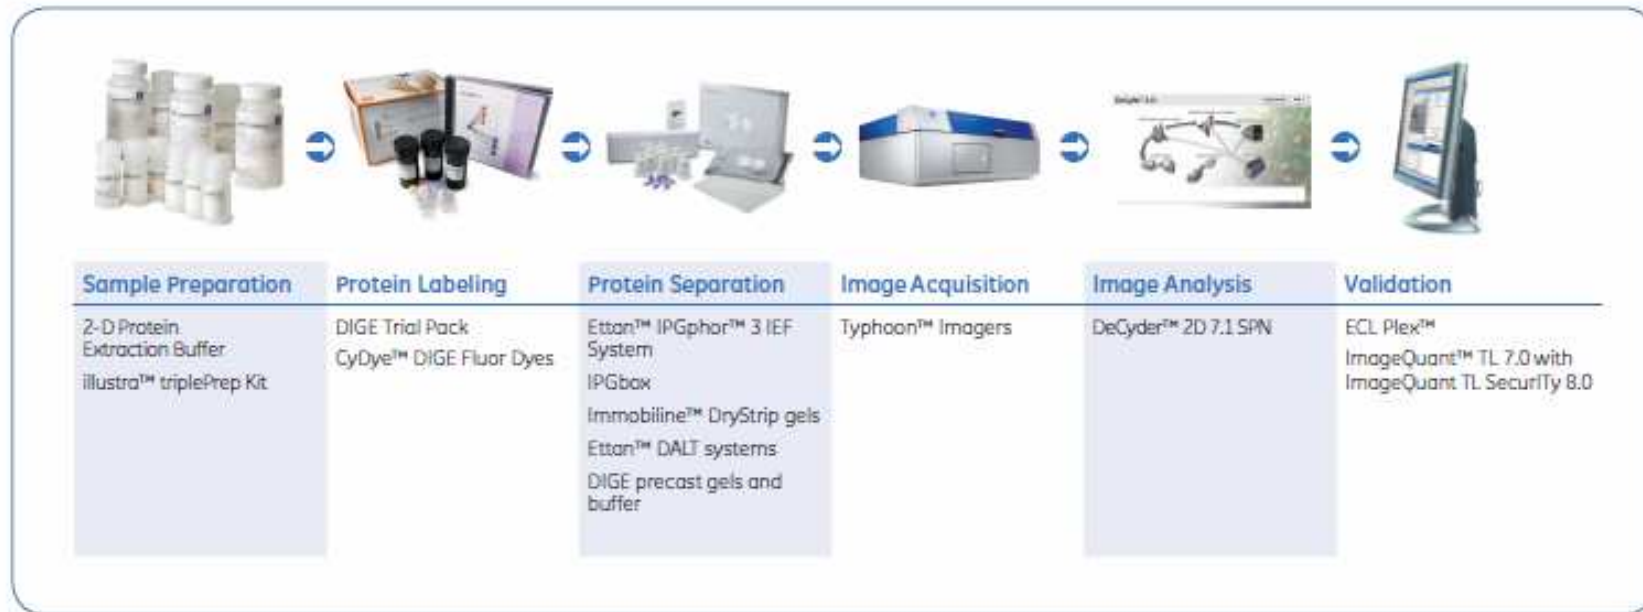 Sample Preparation
Protein Labeling
Protein Separation
Image Acquisition
Image Analysis
Validation
2-D Protein
Extraction Buffer
illustra™ triplePrep Kit
DIGE Trial Pack
CyDye™ DIGE Fluor Dyes
Ettan™ IPGphor™ 3 IEF
System
IPGbox
Immobiline™ DryStrip gels
Ettan™ DALT systems
DIGE precast gels and
buffer
Typhoon™ Imagers
DeCyder™ 2D 7.1 SPN
ECL Plex™
ImageQuant™ TL 7.0 with
ImageQuant TL SecurITy 8.0